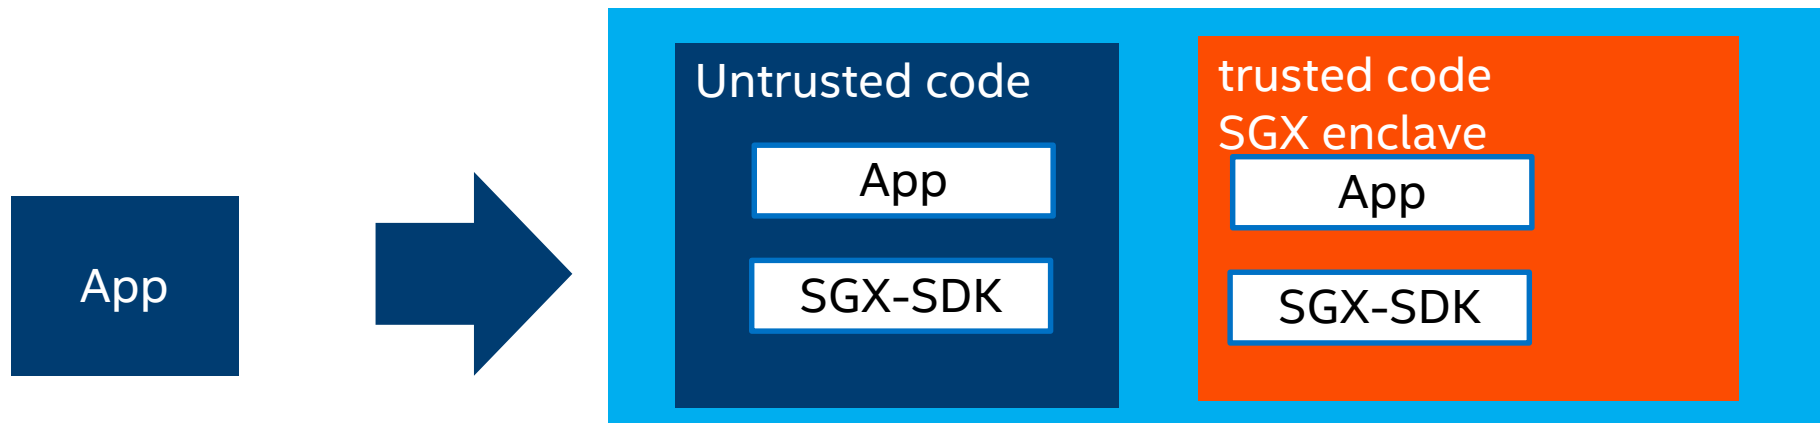 App
Untrusted code
App
SGX-SDK
trusted code
SGX enclave
App
SGX-SDK